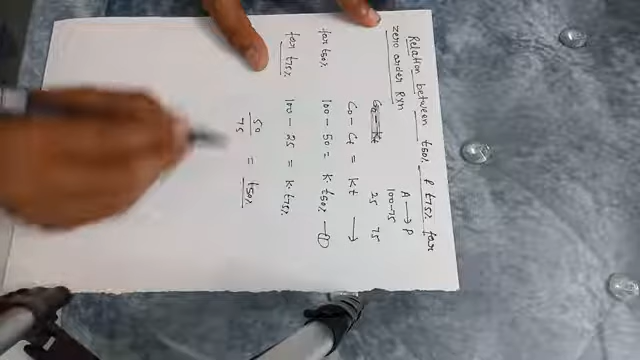 Relation between t50% & t75% for
zero order Rxn
A ⟶ P
100-75
25 75
C0 - Ct = Kt ⟶
for t50% 100 - 50 = K. t50% - ①
for t75% 100 - 25 = K. t75%
50/75 = t50%